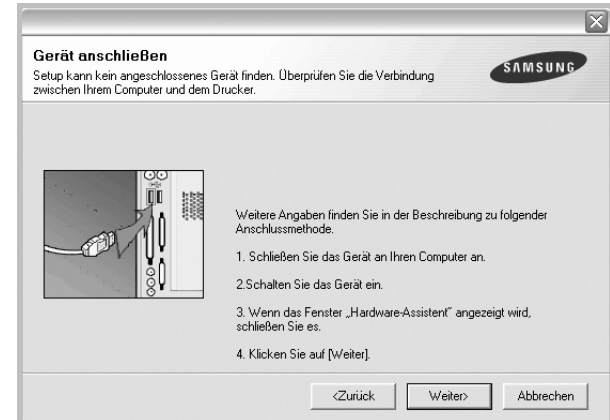 Gerät anschließen
Setup kann kein angeschlossenes Gerät finden. Überprüfen Sie die Verbindung
zwischen Ihrem Computer und dem Drucker.
SAMSUNG
Weitere Angaben finden Sie in der Beschreibung zu folgender
Anschlussmethode.
1. Schließen Sie das Gerät an Ihren Computer an.
2.Schalten Sie das Gerät ein.
3. Wenn das Fenster „Hardware-Assistent" angezeigt wird,
schließen Sie es.
4. Klicken Sie auf [Weiter].
<Zurück
Weiter>
Abbrechen